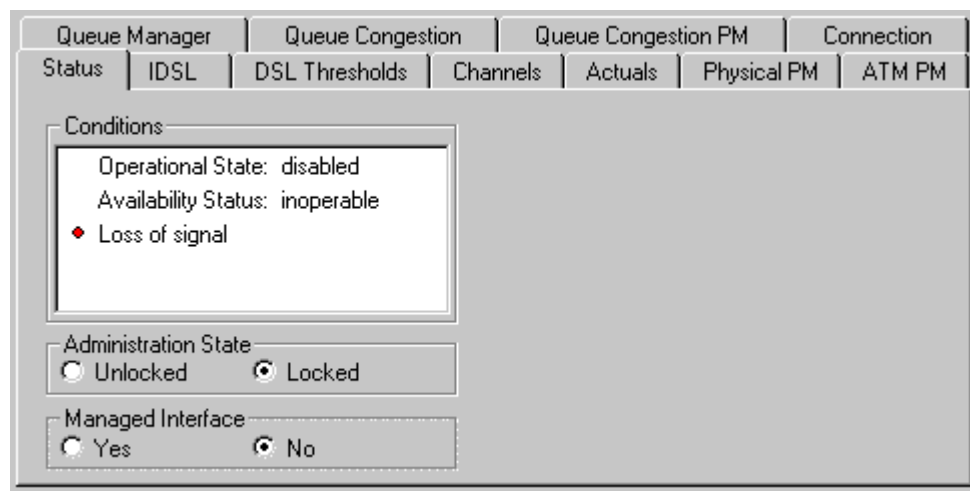 Queue Manager Queue Congestion Queue Congestion PM Connection
Status IDSL DSL Thresholds Channels Actuals Physical PM ATM PM
Conditions
Operational State: disabled
Availability Status: inoperable
Loss of signal
Administration State
Unlocked Locked
Managed Interface
Yes No